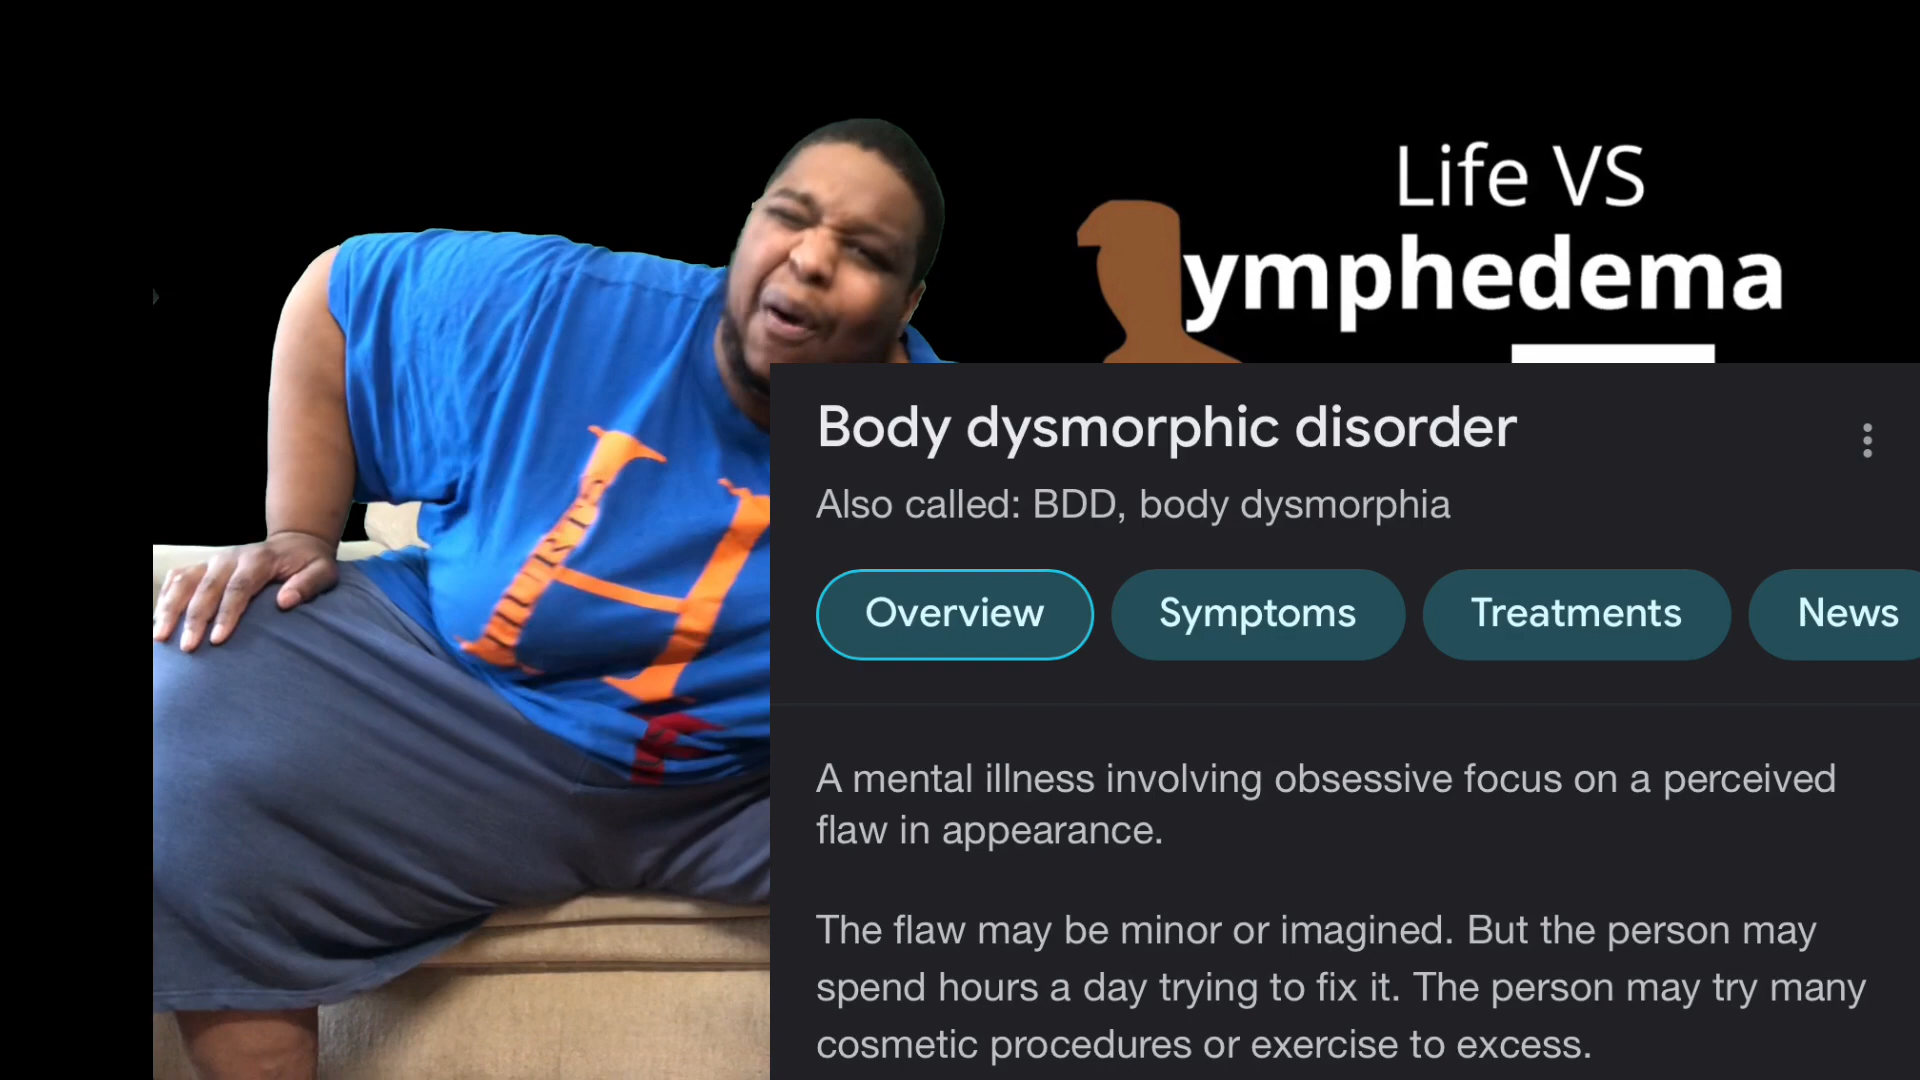 Life VS
ymphedema
Body dysmorphic disorder
Also called: BDD, body dysmorphia
Overview
Symptoms
Treatments
News
A mental illness involving obsessive focus on a perceived
flaw in appearance.
The flaw may be minor or imagined. But the person may
spend hours a day trying to fix it. The person may try many
cosmetic procedures or exercise to excess.